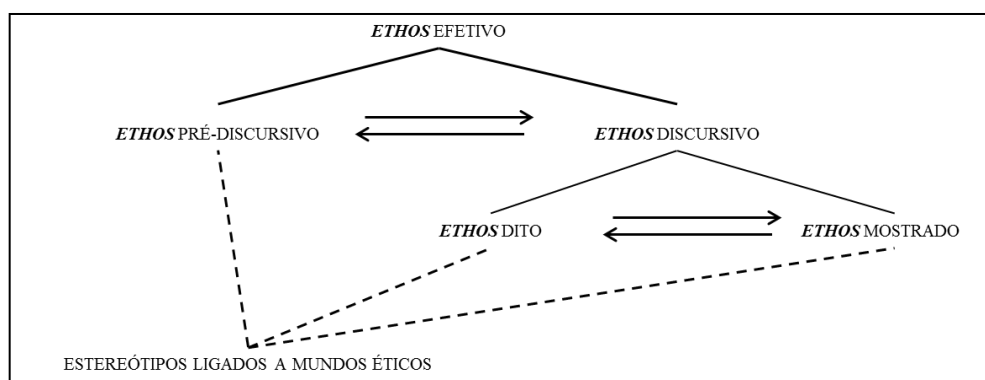 ETHOS EFETIVO
ETHOS PRÉ-DISCURSIVO
ETHOS DISCURSIVO
ETHOS DITO
ETHOS MOSTRADO
ESTEREÓTIPOS LIGADOS A MUNDOS ÉTICOS